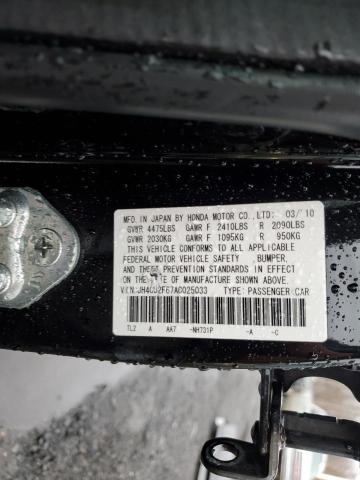 MFD. IN JAPAN BY HONDA MOTOR CO., LTD: 03/'10
GVWR 4475LBS GAWR F 2410LBS R 2090LBS
GVWR 2030KG GAWR F 1095KG R 950KG
THIS VEHICLE CONFORMS TO ALL APPLICABLE
FEDERAL MOTOR VEHICLE SAFETY, BUMPER,
AND PREVENTION STANDARDS IN EFFECT
ON THE DATE OF MANUFACTURE SHOWN ABOVE.
V.I.N. TYPE: PASSENGER CAR
TL2 A AA7 -NH731P -A -C